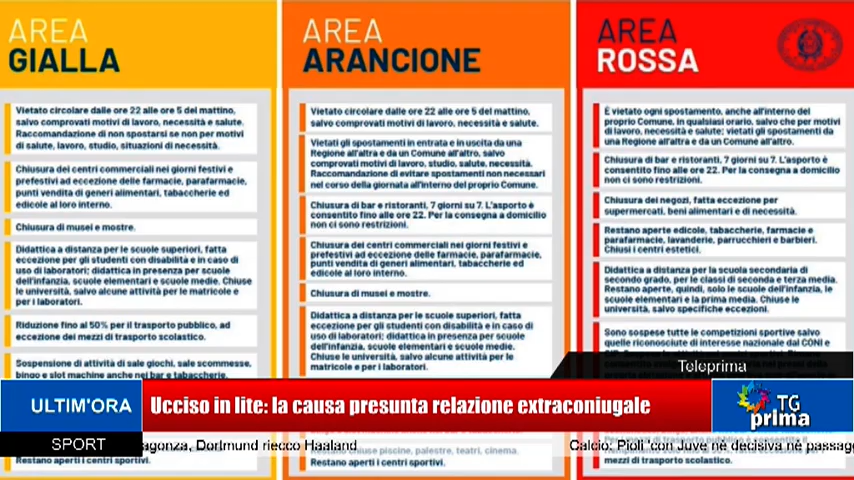 AREA
GIALLA
Vietato circolare dalle ore 22 alle ore 5 del mattino,
salvo comprovati motivi di lavoro, necessità e salute.
Raccomandazione di non spostarsi se non per motivi
di salute, lavoro, studio, situazioni di necessità.
Chiusura dei centri commerciali nei giorni festivi e
prefestivi ad eccezione delle farmacie, parafarmacie,
punti vendita di generi alimentari, tabaccherie ed
edicole al loro interno.
Chiusura di musei e mostre.
Didattica a distanza per le scuole superiori, fatta
eccezione per gli studenti con disabilità e in caso di
uso di laboratori; didattica in presenza per scuole
dell'infanzia, scuole elementari e scuole medie. Chiuse
le università, salvo alcune attività per le matricole e
per i laboratori.
Riduzione fino al 50% per il trasporto pubblico, ad
eccezione dei mezzi di trasporto scolastico.
Sospensione di attività di sale giochi, sale scommesse,
bingo e slot machine anche nei bar e tabaccherie.
Restano aperti i centri sportivi.
AREA
ARANCIONE
Vietato circolare dalle ore 22 alle ore 5 del mattino,
salvo comprovati motivi di lavoro, necessità e salute.
Vietati gli spostamenti in entrata e in uscita da una
Regione all'altra e da un Comune all'altro, salvo
comprovati motivi di lavoro, studio, salute, necessità.
Raccomandazione di evitare spostamenti non necessari
nel corso della giornata all'interno del proprio Comune.
Chiusura di bar e ristoranti, 7 giorni su 7. L'asporto è
consentito fino alle ore 22. Per la consegna a domicilio
non ci sono restrizioni.
Chiusura dei centri commerciali nei giorni festivi e
prefestivi ad eccezione delle farmacie, parafarmacie,
punti vendita di generi alimentari, tabaccherie ed
edicole al loro interno.
Chiusura di musei e mostre.
Didattica a distanza per le scuole superiori, fatta
eccezione per gli studenti con disabilità e in caso di
uso di laboratori; didattica in presenza per scuole
dell'infanzia, scuole elementari e scuole medie.
Chiuse le università, salvo alcune attività per le
matricole e per i laboratori.
Restano chiuse piscine, palestre, teatri, cinema.
Restano aperti i centri sportivi.
AREA
ROSSA
È vietato ogni spostamento, anche all'interno del
proprio Comune, in qualsiasi orario, salvo che per motivi
di lavoro, necessità e salute; vietati gli spostamenti da
una Regione all'altra e da un Comune all'altro.
Chiusura di bar e ristoranti, 7 giorni su 7. L'asporto è
consentito fino alle ore 22. Per la consegna a domicilio
non ci sono restrizioni.
Chiusura dei negozi, fatta eccezione per
supermercati, beni alimentari e di necessità.
Restano aperte edicole, tabaccherie, farmacie e
parafarmacie, lavanderie, parrucchieri e barbieri.
Chiusi i centri estetici.
Didattica a distanza per la scuola secondaria di
secondo grado, per le classi di seconda e terza media.
Restano aperte, quindi, solo le scuole dell'infanzia, le
scuole elementari e la prima media. Chiuse le
università, salvo specifiche eccezioni.
Sono sospese tutte le competizioni sportive salvo
quelle riconosciute di interesse nazionale dal CONI e
mezzi di trasporto scolastico.
Teleprima
ULTIM'ORA
Ucciso in lite: la causa presunta relazione extraconiugale
TG
prima
SPORT
agonza, Dortmund riecco Haaland
Calcio: Pioli 'con Juve né decisiva né passag